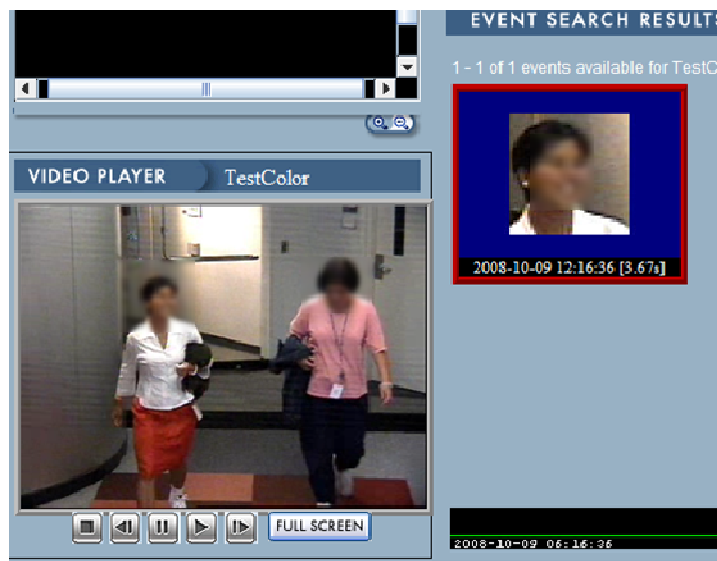 EVENT SEARCH RESULTS
1 - 1 of 1 events available for TestC
2008-10-09 12:16:36 [3.67s]
VIDEO PLAYER TestColor
FULL SCREEN
2008-10-09 06:16:36